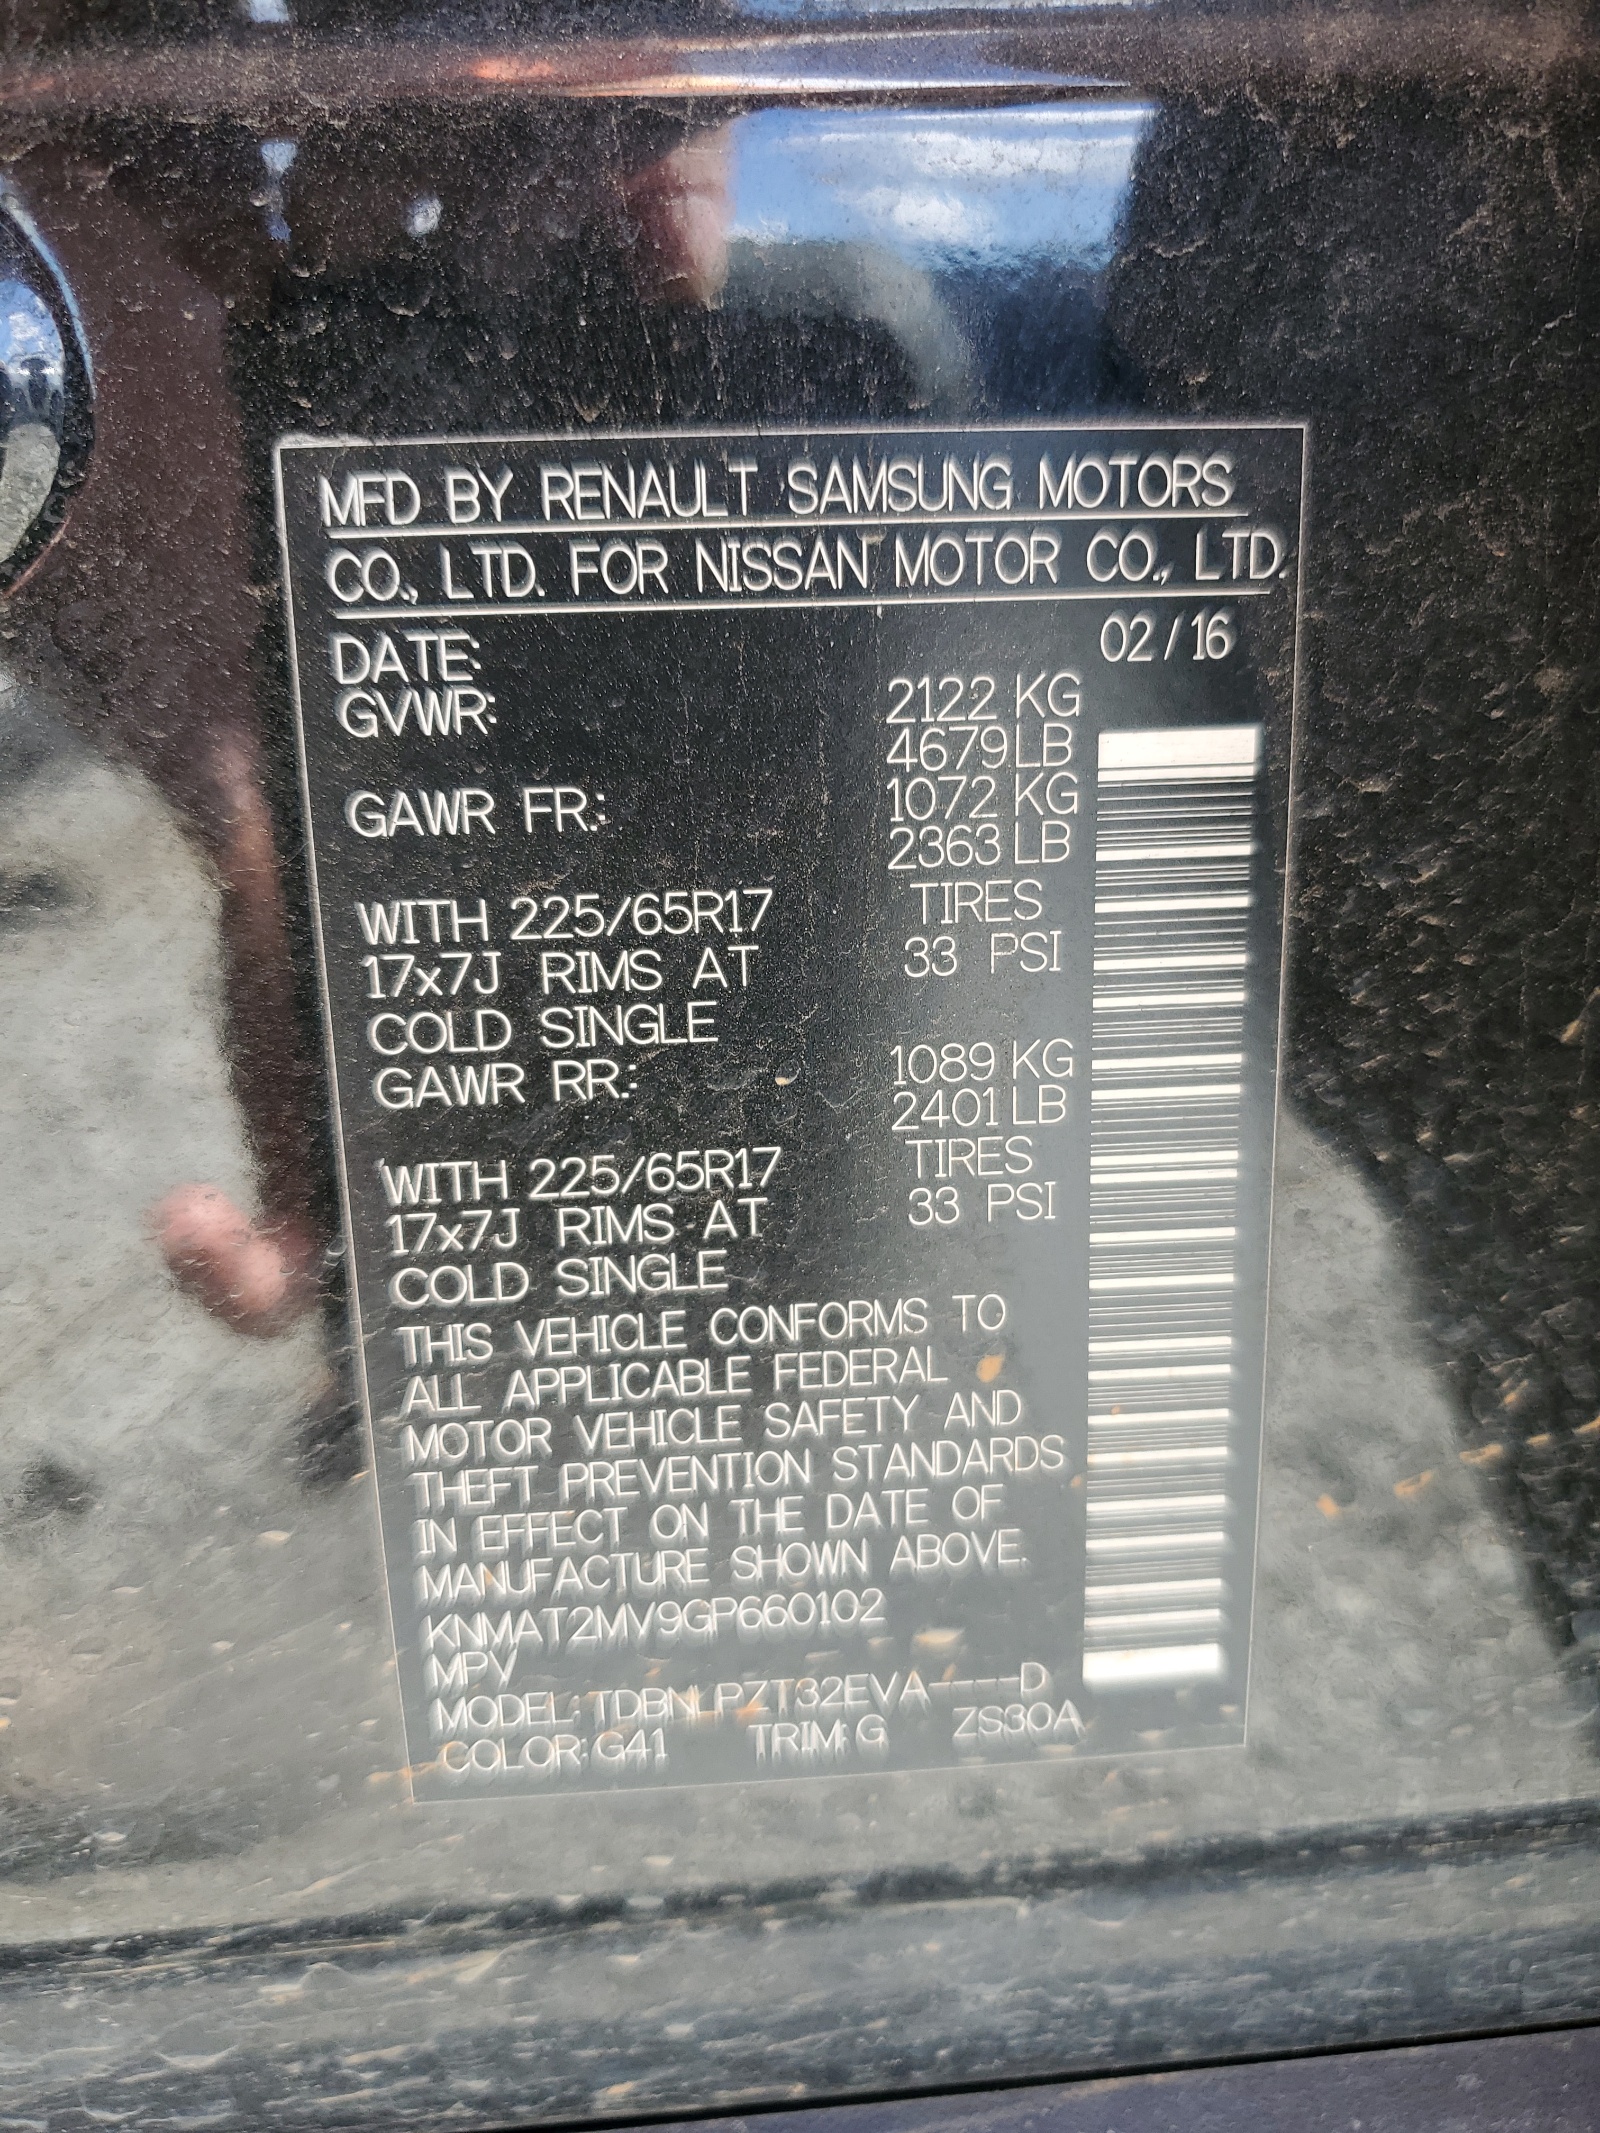 MFD BY RENAULT SAMSUNG MOTORS
CO., LTD. FOR NISSAN MOTOR CO., LTD.
DATE: 02/16
GVWR: 2122 KG
4679 LB
GAWR FR.: 1072 KG
2363 LB
WITH 225/65R17 TIRES
17x7J RIMS AT 33 PSI
COLD SINGLE
GAWR RR.: 1089 KG
2401 LB
WITH 225/65R17 TIRES
17x7J RIMS AT 33 PSI
COLD SINGLE
THIS VEHICLE CONFORMS TO
ALL APPLICABLE FEDERAL
MOTOR VEHICLE SAFETY AND
THEFT PREVENTION STANDARDS
IN EFFECT ON THE DATE OF
MANUFACTURE SHOWN ABOVE.
KNMAT2MV9GP660102
MPV
MODEL: TDBNLPZT32EVA----D
COLOR: G41 TRIM: G ZS30A